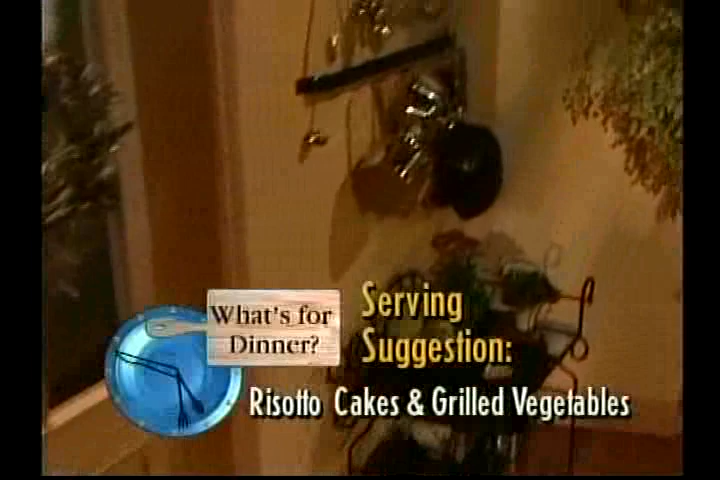 What's for
Dinner?
Serving
Suggestion:
Risotto Cakes & Grilled Vegetables